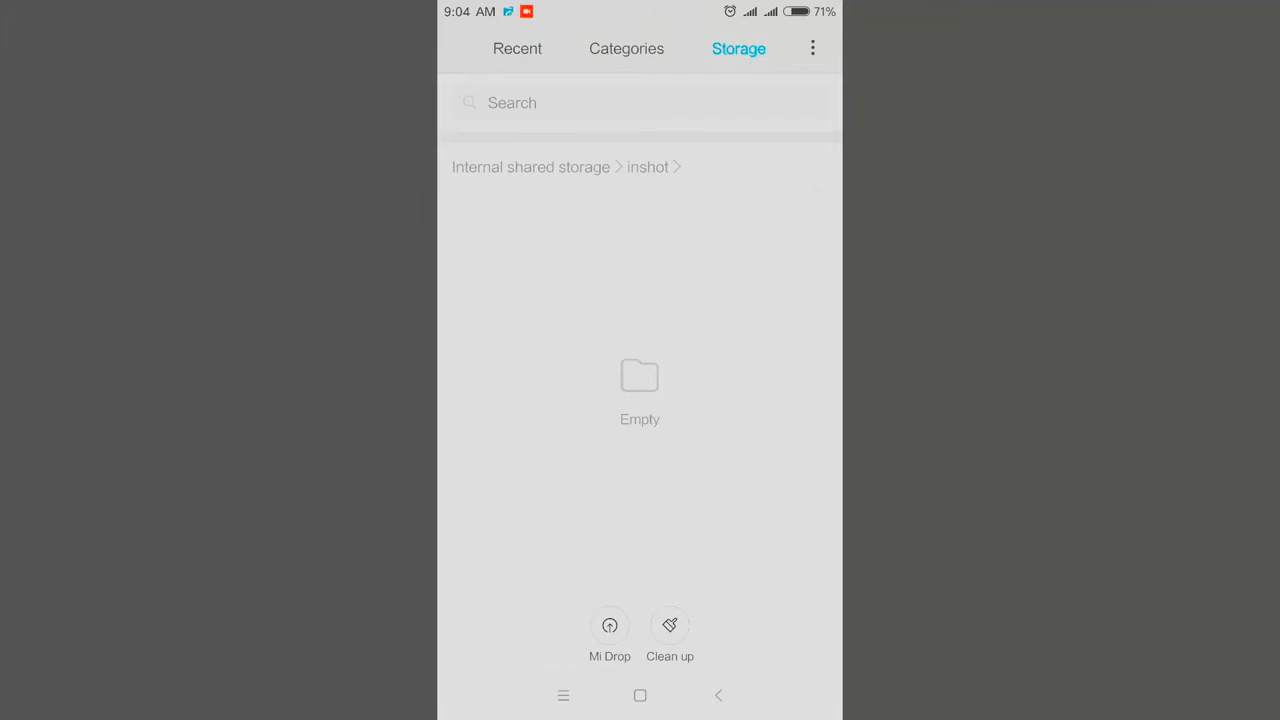 9:04 AM 71%
Recent Categories Storage
Search
Internal shared storage inshot
Empty
Mi Drop Clean up